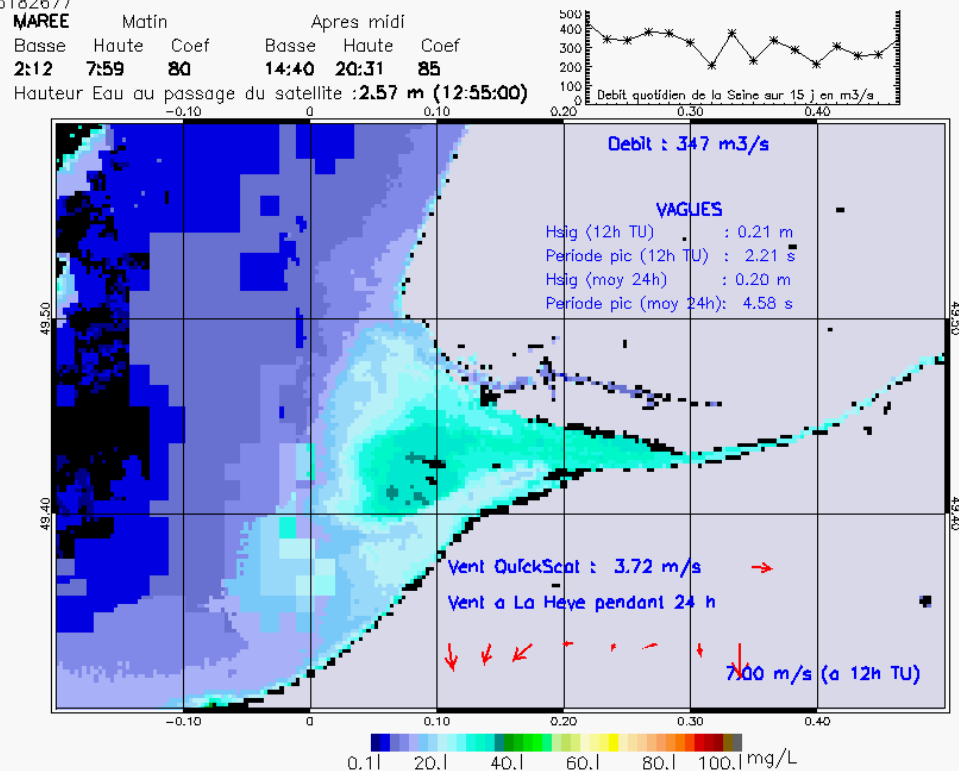 MAREE Matin Apres midi
Basse Haute Coef Basse Haute Coef
2:12 7:59 80 14:40 20:31 85
Hauteur Eau au passage du satellite :2.57 m (12:55:00)
500
400
300
200
100
0
Debit quotidien de la Seine sur 15 j en m3/s
-0.10 0 0.10 0.20 0.30 0.40
Debit : 347 m3/s
VAGUES
Hsig (12h TU) : 0.21 m
Periode pic (12h TU) : 2.21 s
Hsig (moy 24h) : 0.20 m
Periode pic (moy 24h): 4.58 s
49.50 49.50
49.40 49.40
Vent QuickScat : 3.72 m/s
Vent a La Heve pendant 24 h
7.00 m/s (a 12h TU)
-0.10 0 0.10 0.20 0.30 0.40
0.1| 20.| 40.| 60.| 80.| 100.| mg/L